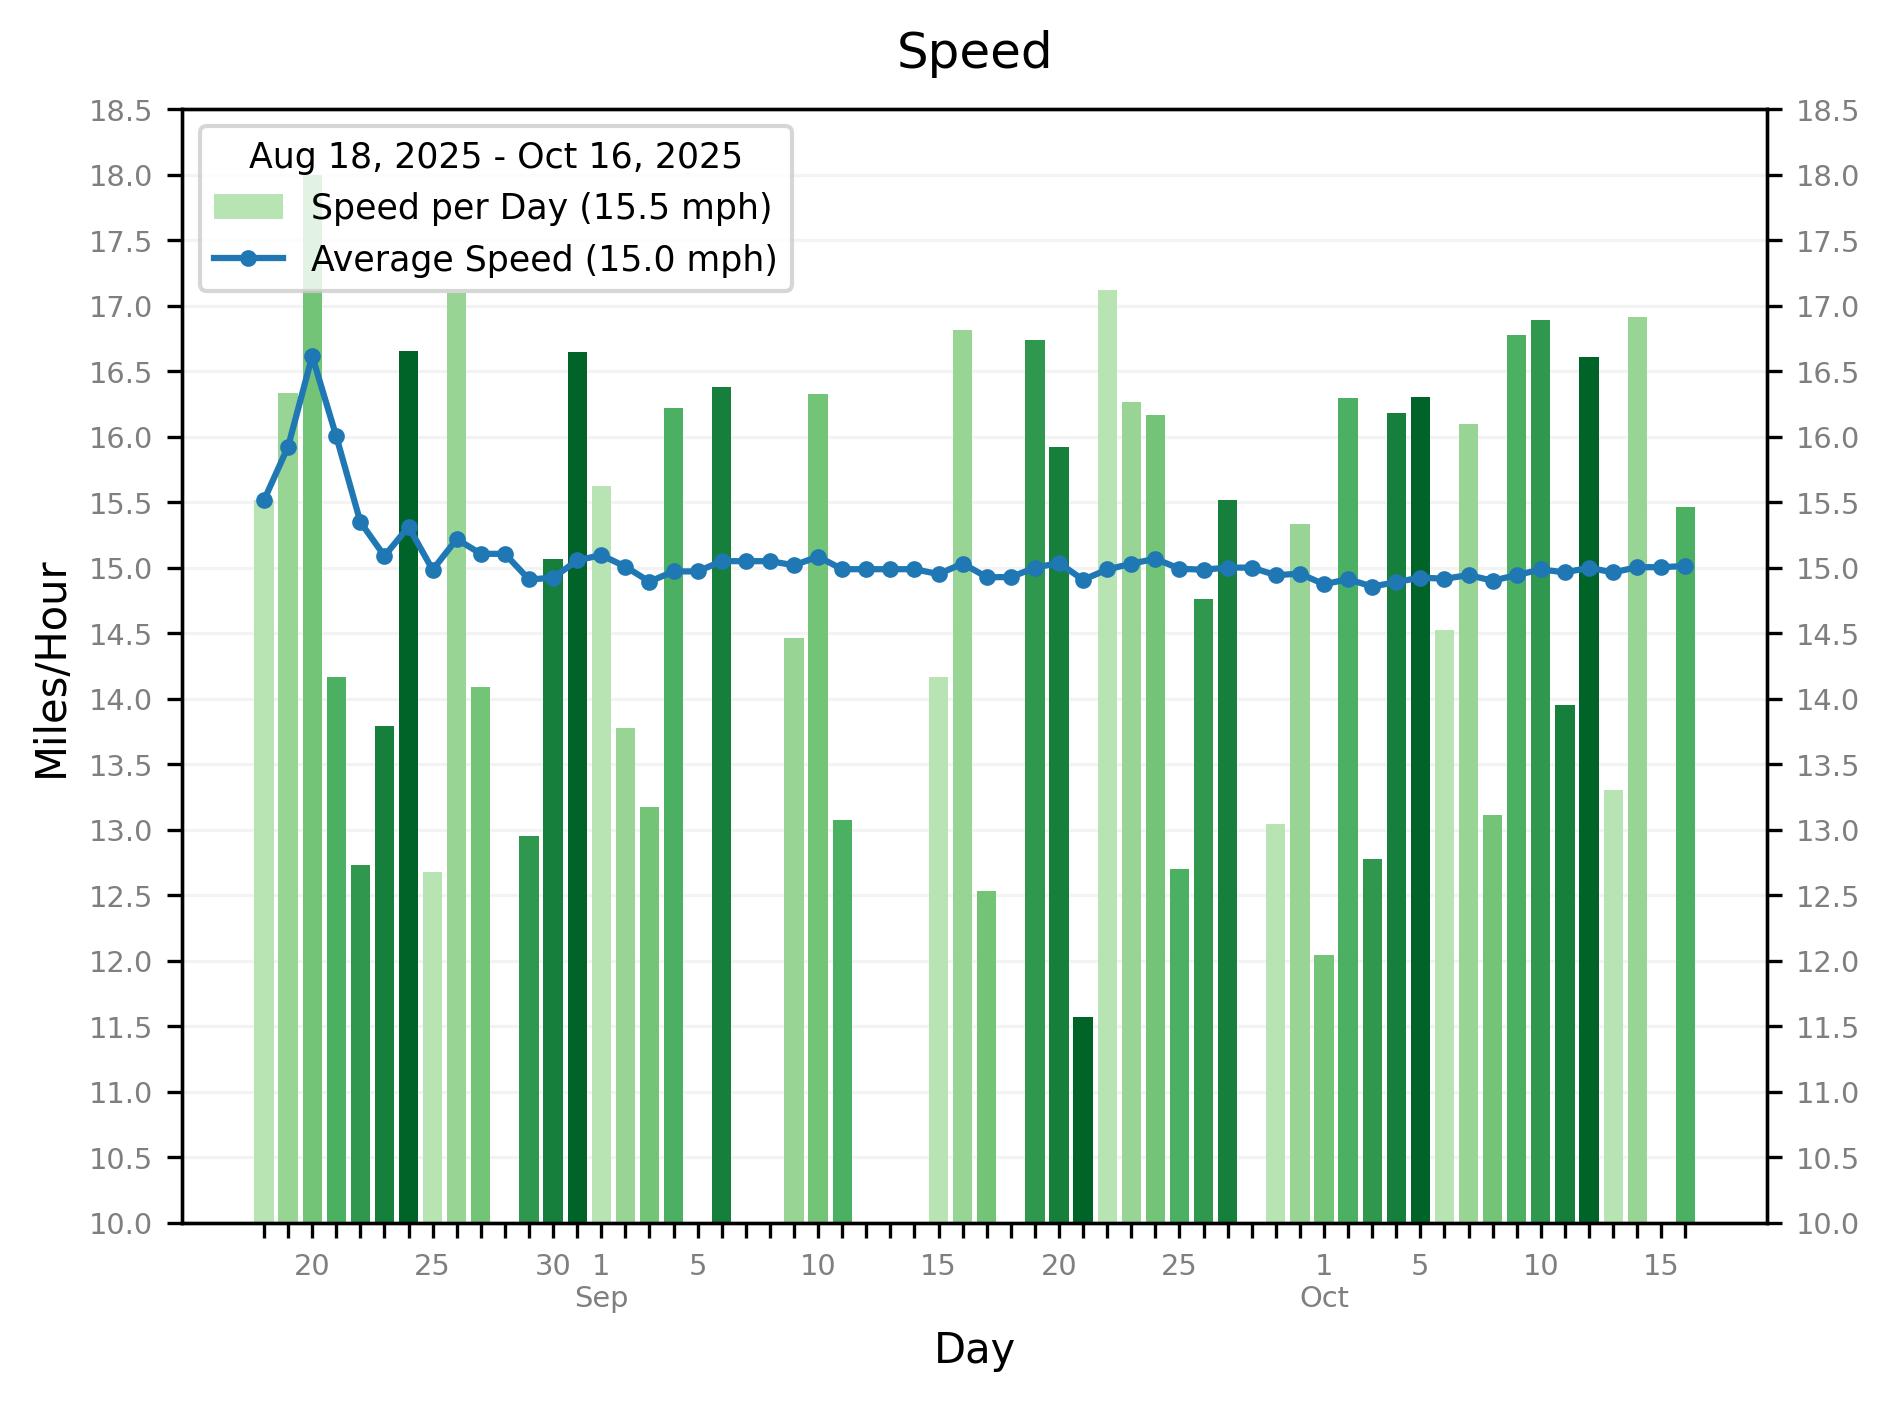 Speed
18.5 18.5
Aug 18, 2025 - Oct 16, 2025
18.0 18.0
Speed per Day (15.5 mph)
17.5 17.5
Average Speed (15.0 mph)
17.0 17.0
16.5 16.5
16.0 16.0
15.5 15.5
15.0 15.0
14.5 14.5
14.0 14.0
13.5 13.5
13.0 13.0
12.5 12.5
12.0 12.0
11.5 11.5
11.0 11.0
10.5 10.5
10.0 10.0
Miles/Hour
20 25 30 1 5 10 15 20 25 1 5 10 15
Sep Oct
Day